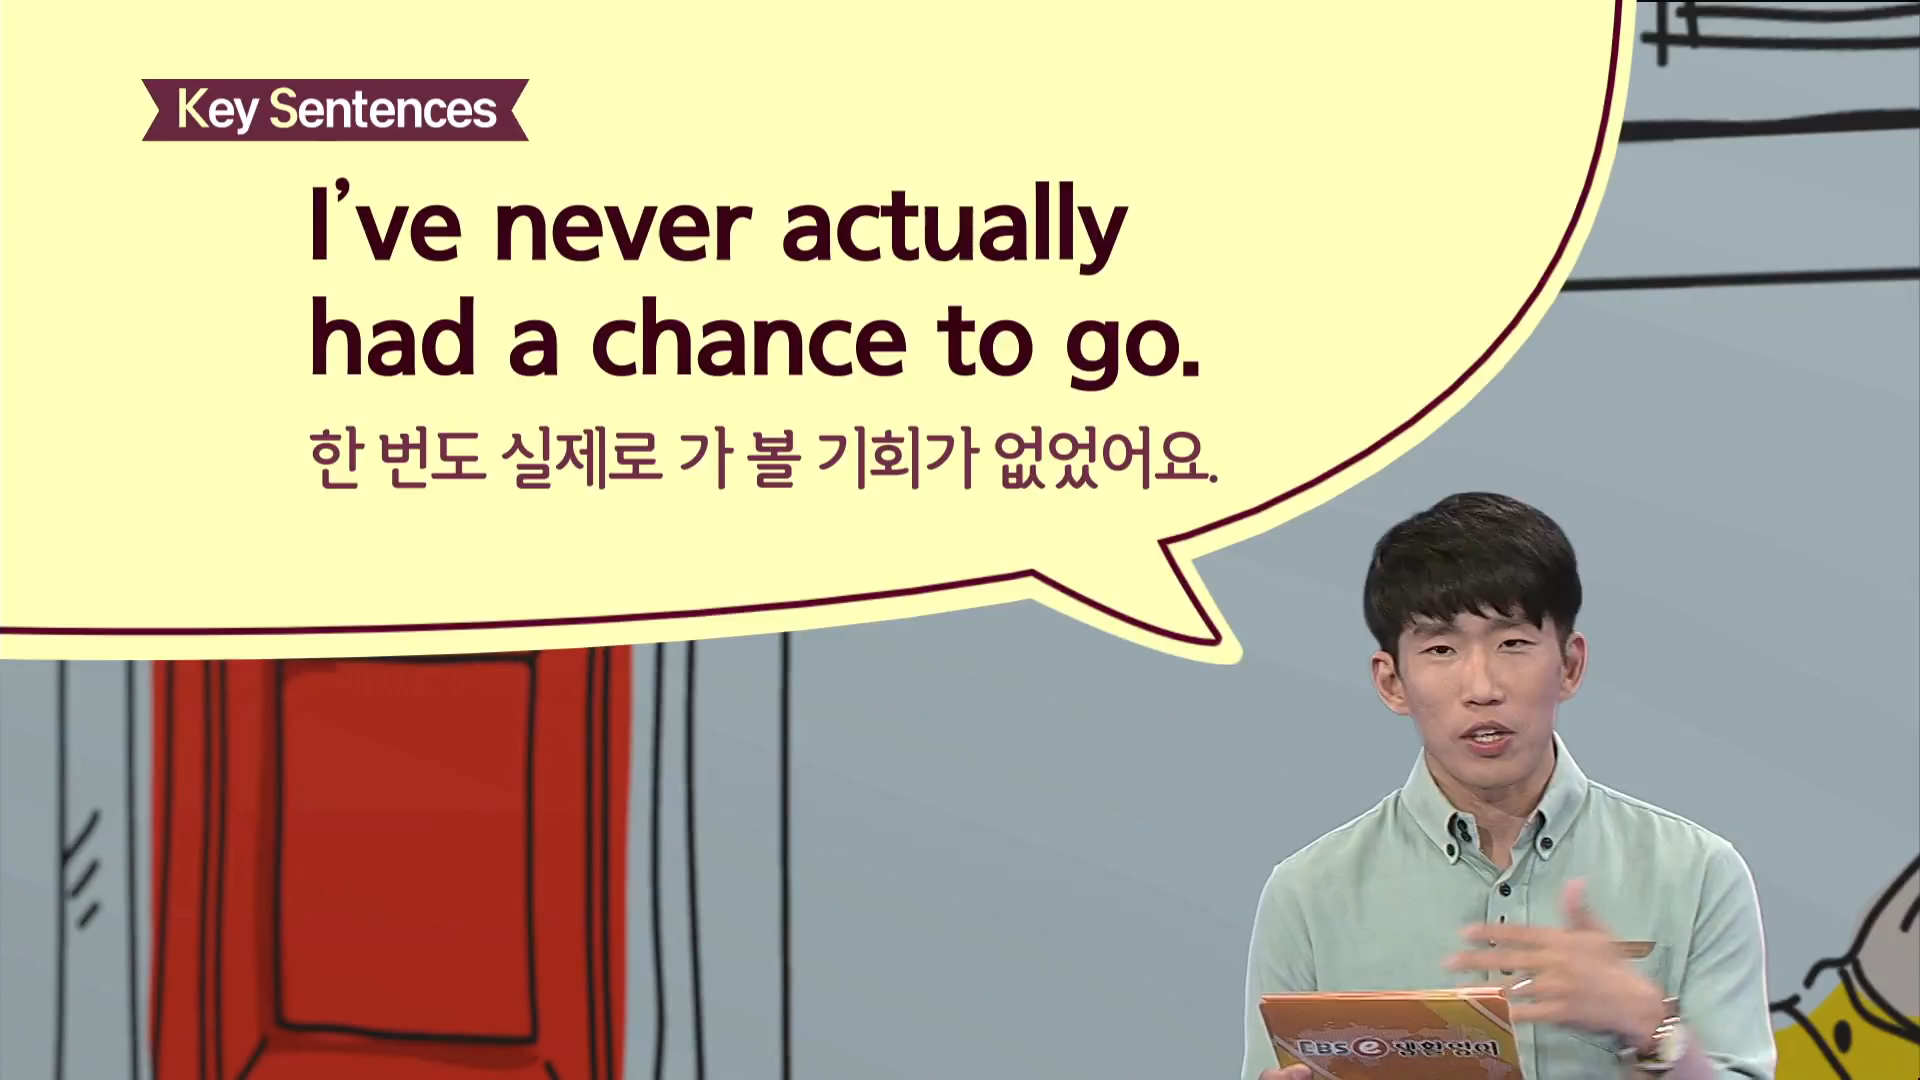 Key Sentences
I've never actually
had a chance to go.
한 번도 실제로 가 볼 기회가 없었어요.
EBS e 생활영어